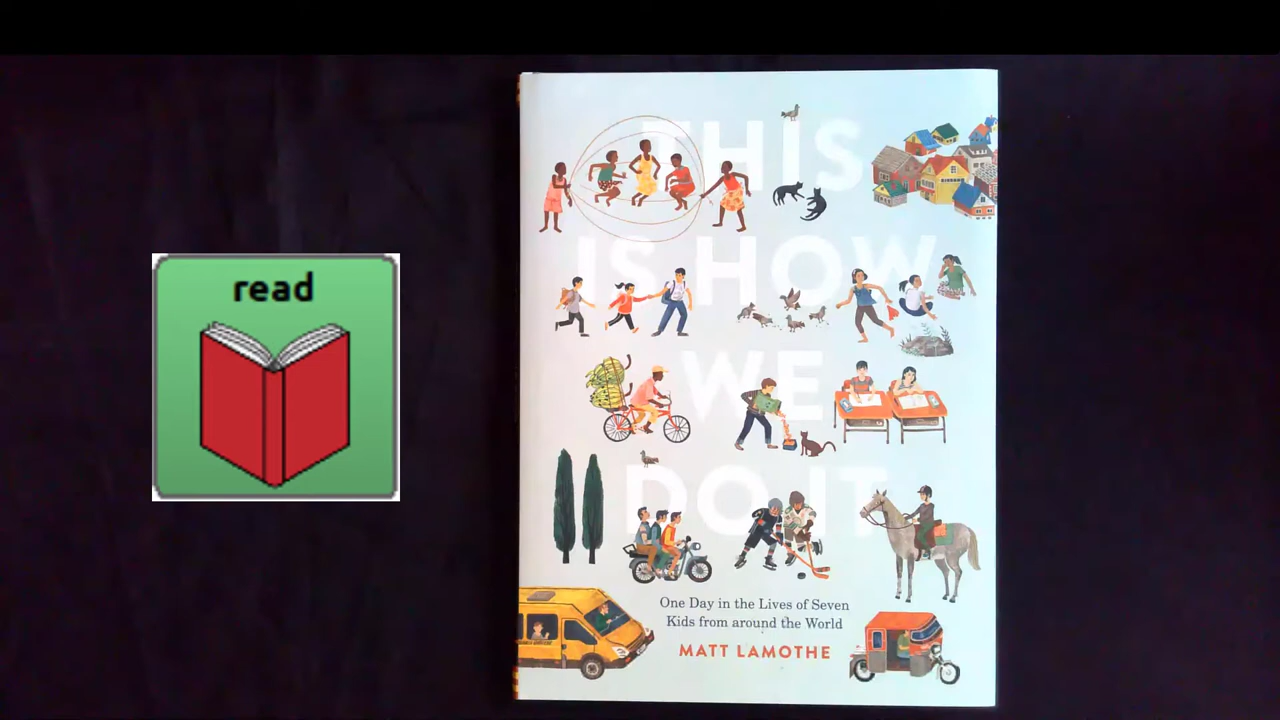 read
THIS
IS HOW
WE
DO IT
One Day in the Lives of Seven
Kids from around the World
MATT LAMOTHE